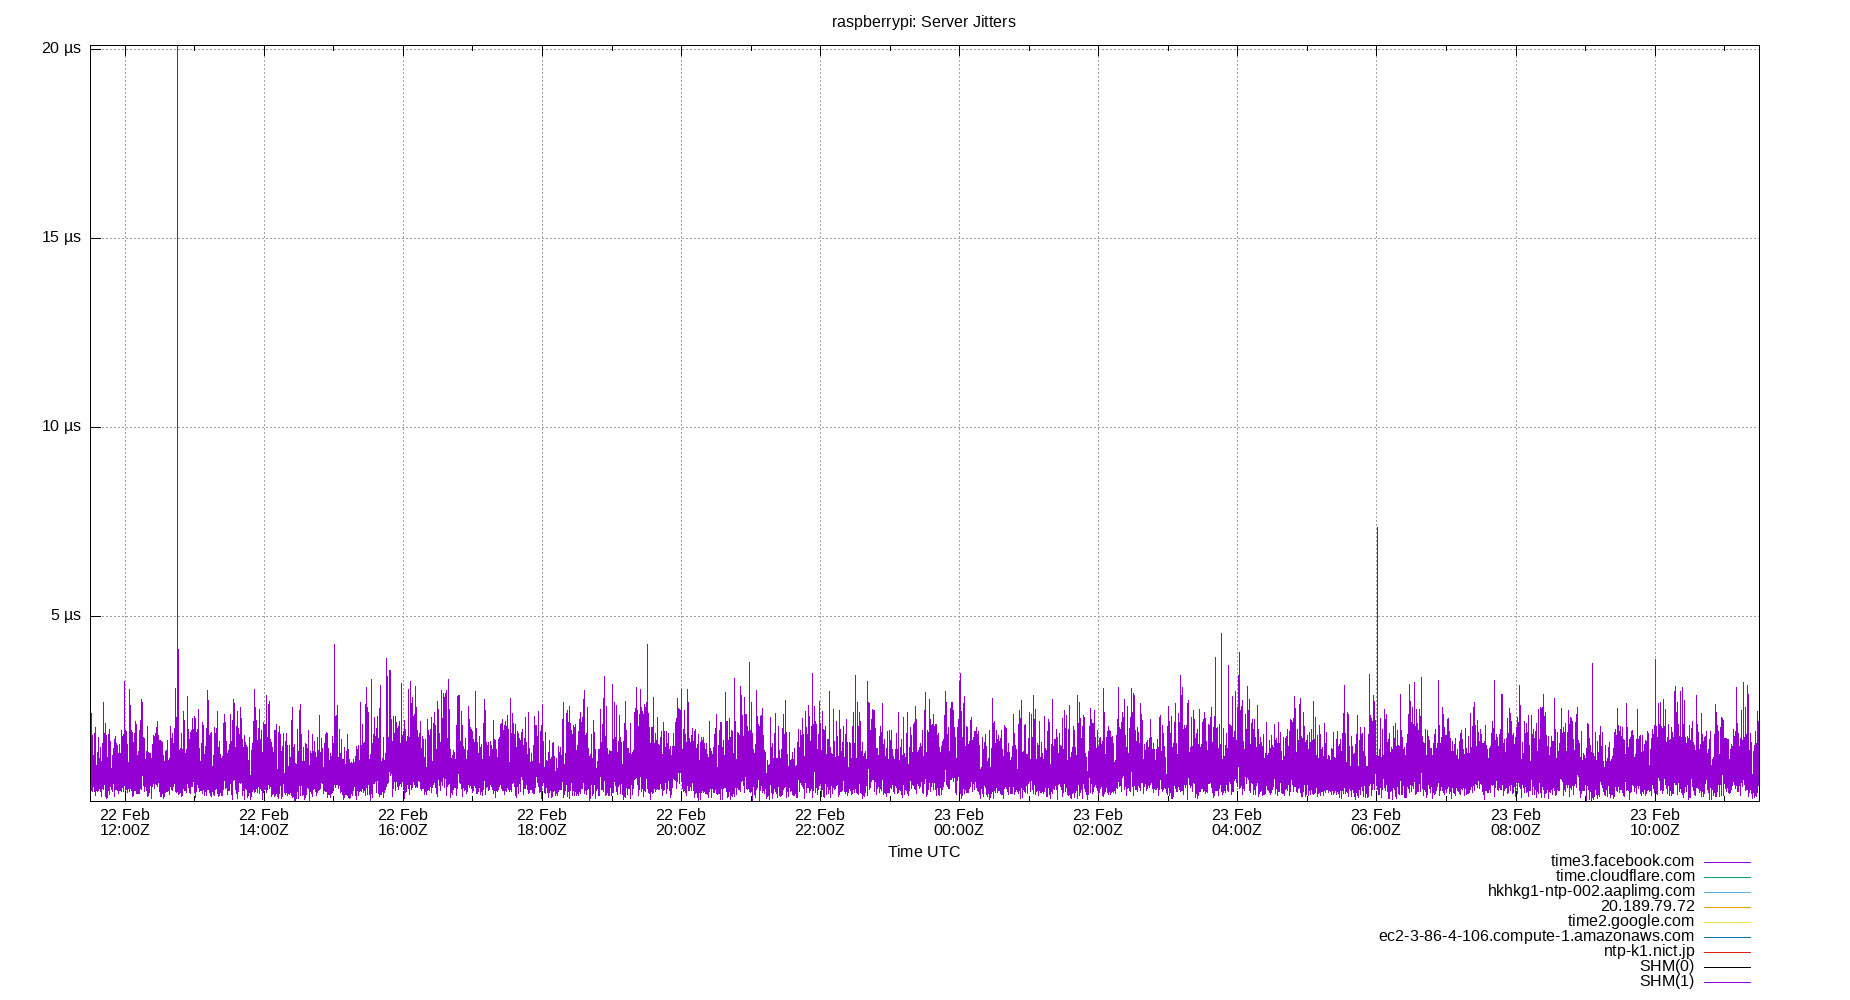 raspberrypi: Server Jitters
20 µs
15 µs
10 µs
5 µs
22 Feb 22 Feb 22 Feb 22 Feb 22 Feb 22 Feb 23 Feb 23 Feb 23 Feb 23 Feb 23 Feb 23 Feb
12:00Z 14:00Z 16:00Z 18:00Z 20:00Z 22:00Z 00:00Z 02:00Z 04:00Z 06:00Z 08:00Z 10:00Z
Time UTC
time3.facebook.com
time.cloudflare.com
hkhkg1-ntp-002.aaplimg.com
20.189.79.72
time2.google.com
ec2-3-86-4-106.compute-1.amazonaws.com
ntp-k1.nict.jp
SHM(0)
SHM(1)